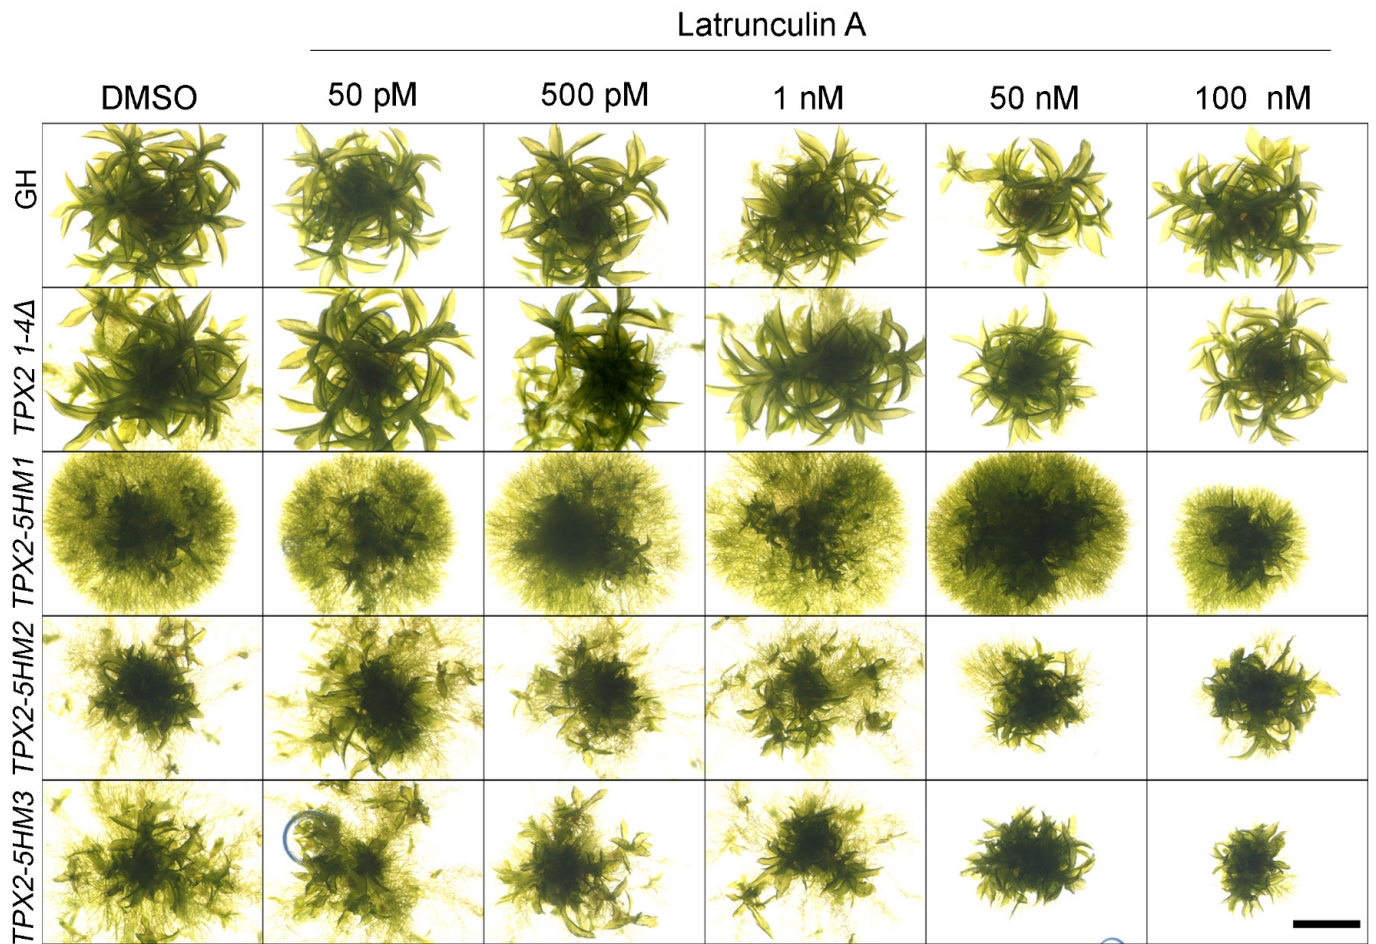 Latrunculin A
DMSO 50 pM 500 pM 1 nM 50 nM 100 nM
GH
TPX2 1-4Δ
TPX2-5HM1
TPX2-5HM2
TPX2-5HM3